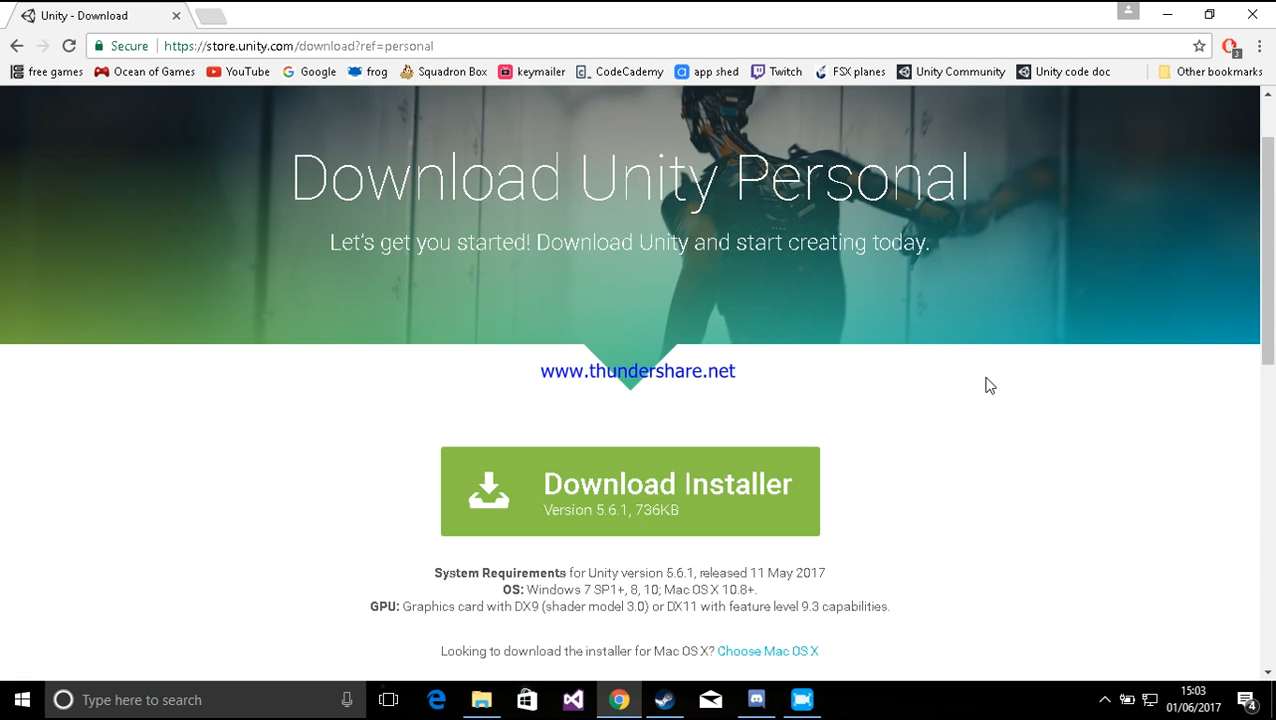 Unity - Download
Secure https://store.unity.com/download?ref=personal
3
free games Ocean of Games YouTube Google frog Squadron Box keymailer CodeCademy app shed Twitch FSX planes Unity Community Unity code doc Other bookmarks
Download Unity Personal
Let's get you started! Download Unity and start creating today.
www.thundershare.net
Download Installer
Version 5.6.1, 736KB
System Requirements for Unity version 5.6.1, released 11 May 2017
OS: Windows 7 SP1+, 8, 10; Mac OS X 10.8+.
GPU: Graphics card with DX9 (shader model 3.0) or DX11 with feature level 9.3 capabilities.
Looking to download the installer for Mac OS X? Choose Mac OS X
Type here to search
15:03
01/06/2017
4